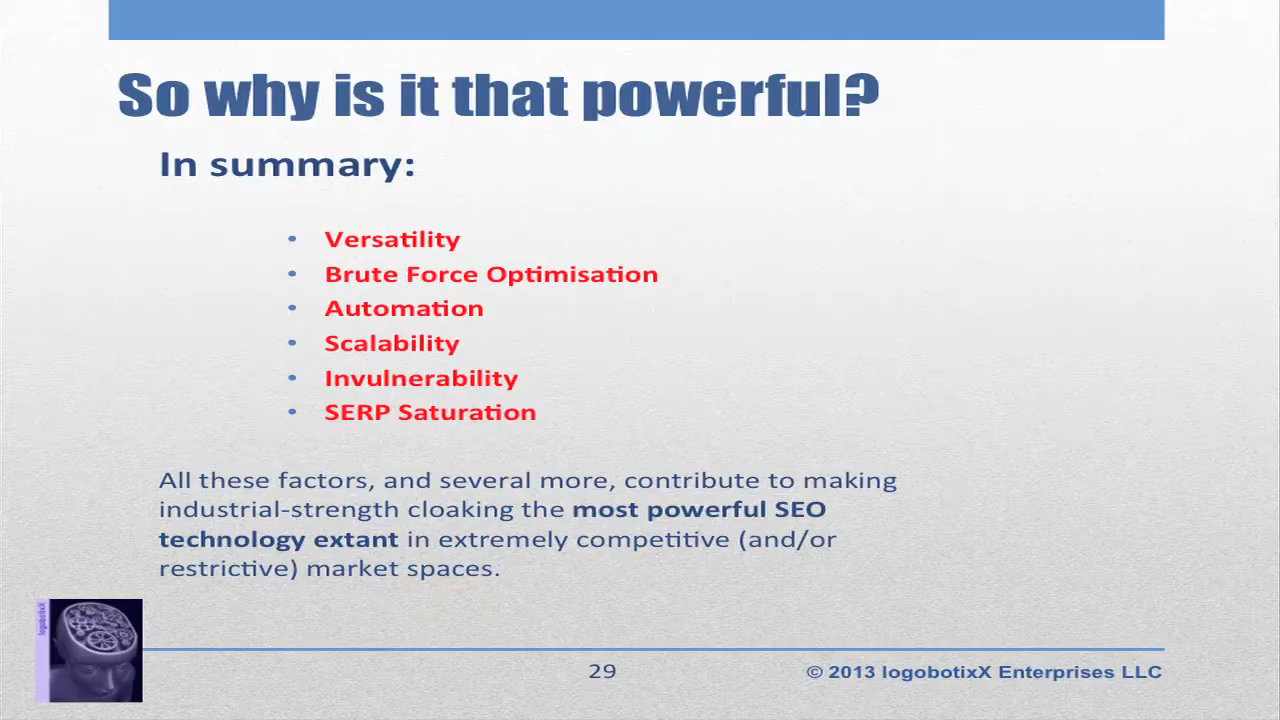 So why is it that powerful?
In summary:
• Versatility
• Brute Force Optimisation
• Automation
• Scalability
• Invulnerability
• SERP Saturation
All these factors, and several more, contribute to making
industrial-strength cloaking the most powerful SEO
technology extant in extremely competitive (and/or
restrictive) market spaces.
logobotixX
29
© 2013 logobotixX Enterprises LLC